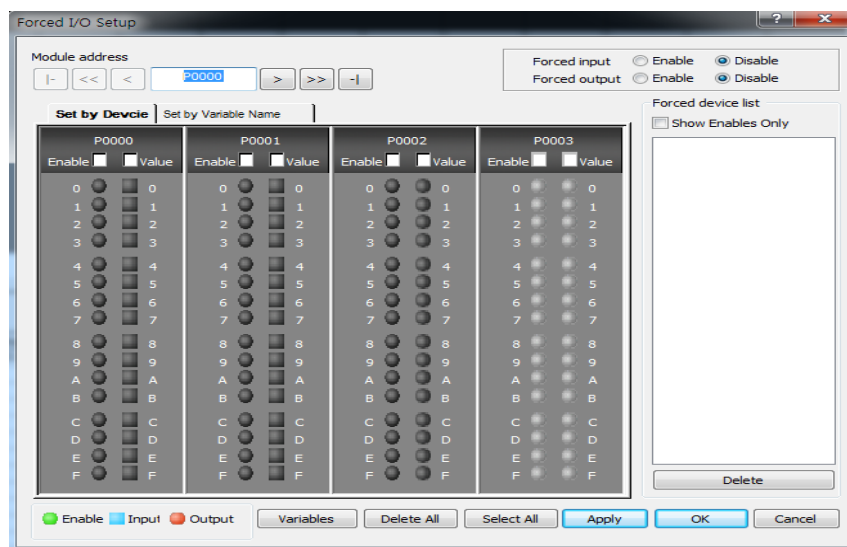 Forced I/O Setup
Module address
|- << < P0000 > >> -|
Forced input Enable Disable
Forced output Enable Disable
Set by Devcie Set by Variable Name
P0000 P0001 P0002 P0003
Enable Value Enable Value Enable Value Enable Value
0 0 0 0 0 0 0 0
1 1 1 1 1 1 1 1
2 2 2 2 2 2 2 2
3 3 3 3 3 3 3 3
4 4 4 4 4 4 4 4
5 5 5 5 5 5 5 5
6 6 6 6 6 6 6 6
7 7 7 7 7 7 7 7
8 8 8 8 8 8 8 8
9 9 9 9 9 9 9 9
A A A A A A A A
B B B B B B B B
C C C C C C C C
D D D D D D D D
E E E E E E E E
F F F F F F F F
Forced device list
Show Enables Only
Delete
Enable Input Output Variables Delete All Select All Apply OK Cancel